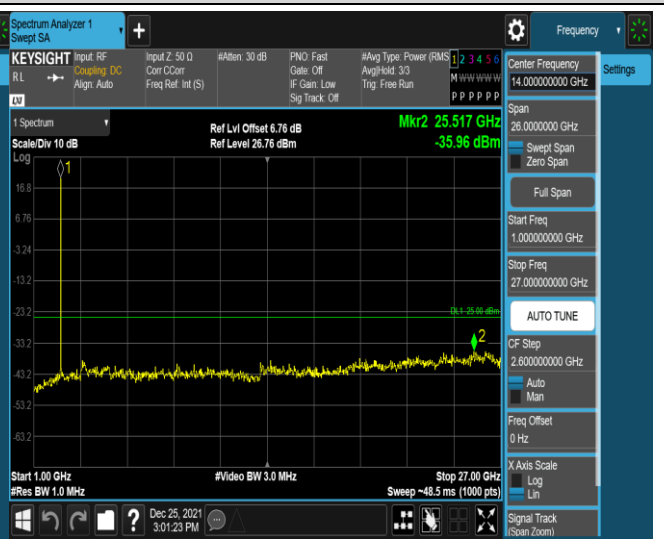 Spectrum Analyzer 1
Swept SA
+
Frequency
Settings
KEYSIGHT
RL
LXI
Input: RF
Coupling: DC
Align: Auto
Input Z: 50 Ω
Corr CCorr
Freq Ref: Int (S)
#Atten: 30 dB
PNO: Fast
Gate: Off
IF Gain: Low
Sig Track: Off
#Avg Type: Power (RMS
Avg|Hold: 3/3
Trig: Free Run
1 2 3 4 5 6
M W W W W W
P P P P P P
1 Spectrum
Scale/Div 10 dB
Log
Ref Lvl Offset 6.76 dB
Ref Level 26.76 dBm
Mkr2 25.517 GHz
-35.96 dBm
1
16.8
6.76
-3.24
-13.2
-23.2
DL1 -25.00 dBm
-33.2
2
-43.2
-53.2
-63.2
Start 1.00 GHz
#Res BW 1.0 MHz
#Video BW 3.0 MHz
Stop 27.00 GHz
Sweep ~48.5 ms (1000 pts)
?
Dec 25, 2021
3:01:23 PM
Center Frequency
14.000000000 GHz
Span
26.0000000 GHz
Swept Span
Zero Span
Full Span
Start Freq
1.000000000 GHz
Stop Freq
27.000000000 GHz
AUTO TUNE
CF Step
2.600000000 GHz
Auto
Man
Freq Offset
0 Hz
X Axis Scale
Log
Lin
Signal Track
(Span Zoom)